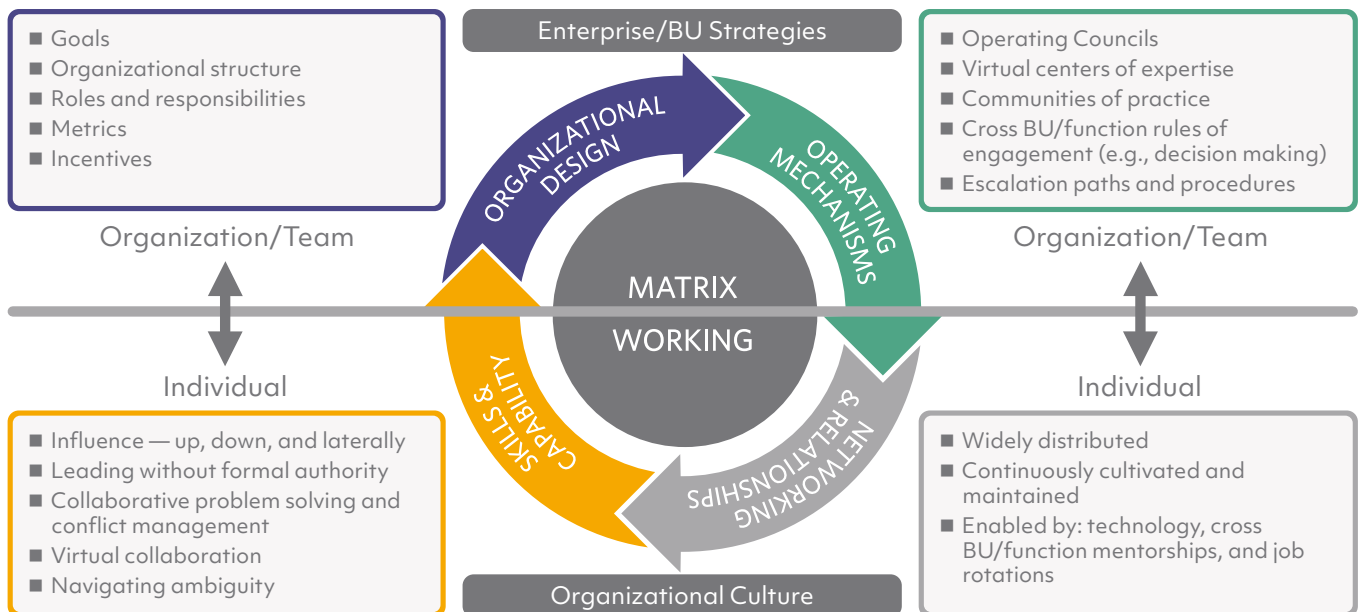 ■ Goals
■ Organizational structure
■ Roles and responsibilities
■ Metrics
■ Incentives
Organization/Team
Enterprise/BU Strategies
■ Operating Councils
■ Virtual centers of expertise
■ Communities of practice
■ Cross BU/function rules of
engagement (e.g., decision making)
■ Escalation paths and procedures
Organization/Team
ORGANIZATIONAL
DESIGN
OPERATING
MECHANISMS
MATRIX
WORKING
SKILLS &
CAPABILITY
NETWORKING
& RELATIONSHIPS
Individual
■ Influence — up, down, and laterally
■ Leading without formal authority
■ Collaborative problem solving and
conflict management
■ Virtual collaboration
■ Navigating ambiguity
Individual
■ Widely distributed
■ Continuously cultivated and
maintained
■ Enabled by: technology, cross
BU/function mentorships, and job
rotations
Organizational Culture